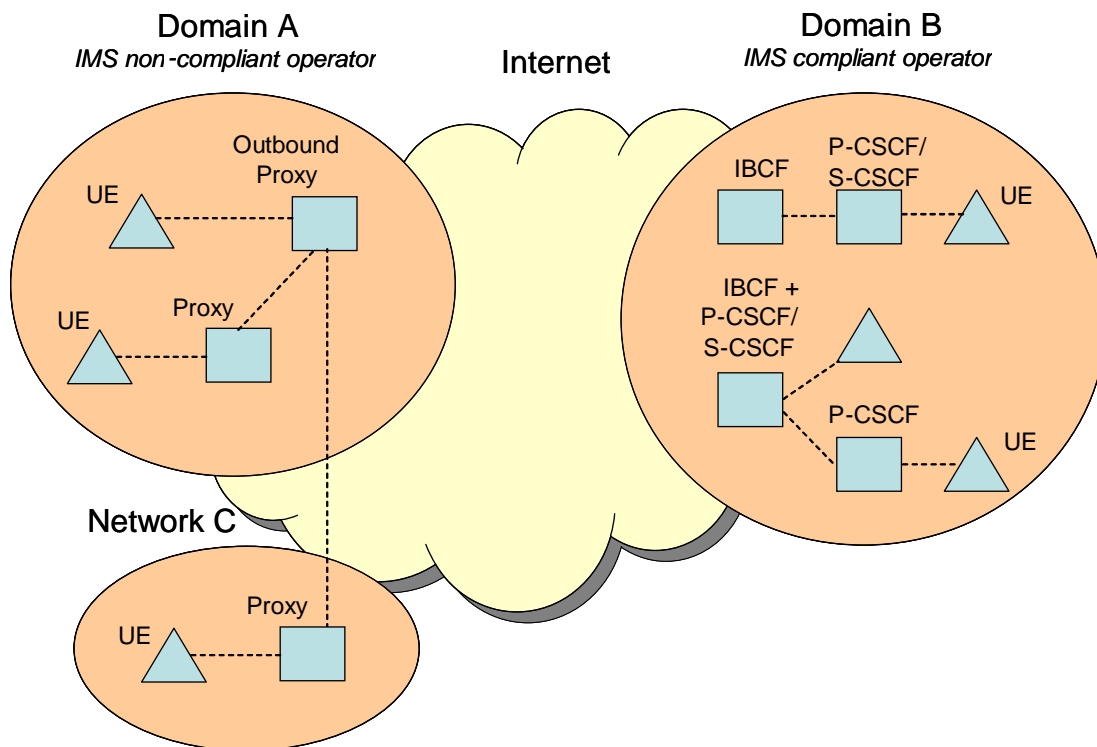 Domain A
IMS non-compliant operator
Internet
Domain B
IMS compliant operator
Outbound
Proxy
UE
Proxy
UE
IBCF
P-CSCF/
S-CSCF
UE
IBCF +
P-CSCF/
S-CSCF
P-CSCF
UE
Network C
Proxy
UE